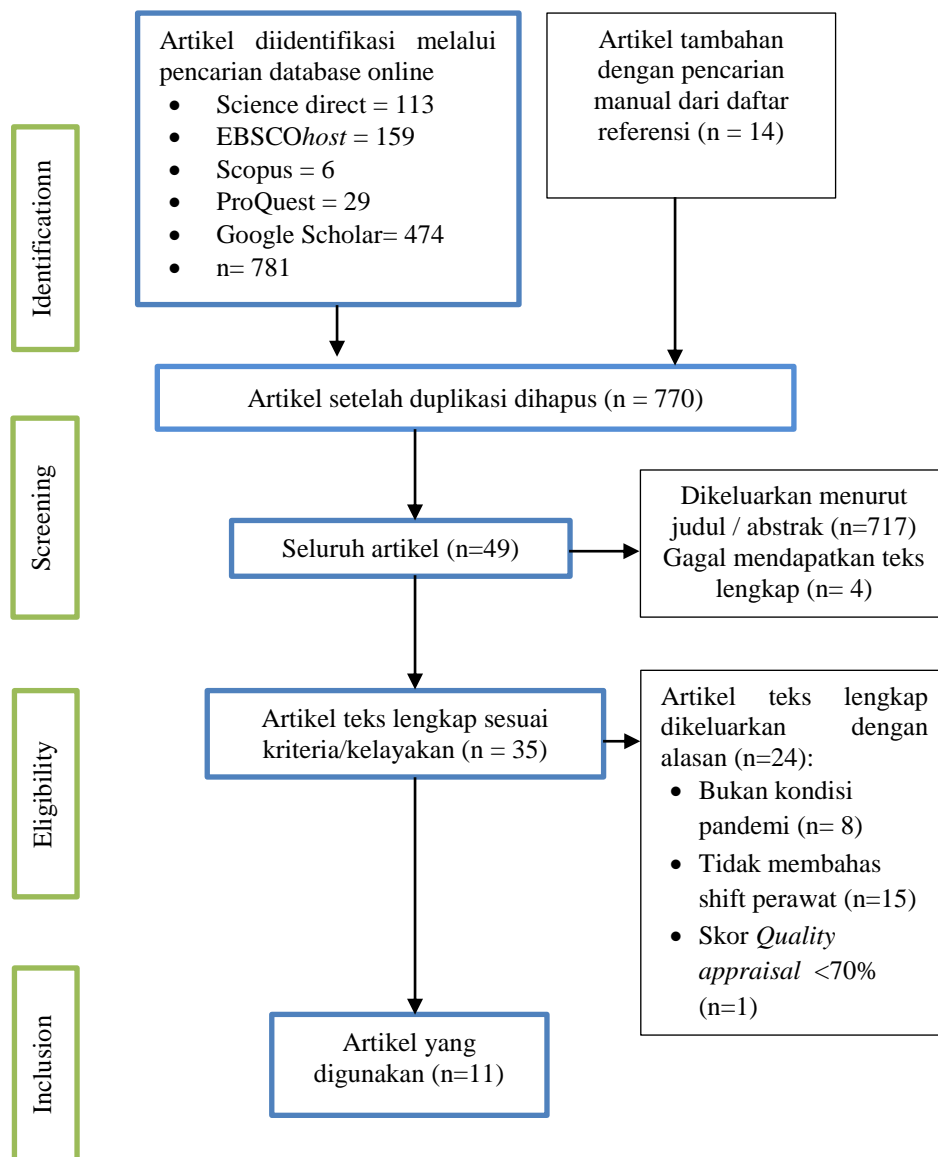 Identificationn
Artikel diidentifikasi melalui
pencarian database online
• Science direct = 113
• EBSCOhost = 159
• Scopus = 6
• ProQuest = 29
• Google Scholar= 474
• n= 781
Artikel tambahan
dengan pencarian
manual dari daftar
referensi (n = 14)
Artikel setelah duplikasi dihapus (n = 770)
Screening
Seluruh artikel (n=49)
Dikeluarkan menurut
judul / abstrak (n=717)
Gagal mendapatkan teks
lengkap (n= 4)
Eligibility
Artikel teks lengkap sesuai
kriteria/kelayakan (n = 35)
Artikel teks lengkap
dikeluarkan dengan
alasan (n=24):
• Bukan kondisi
pandemi (n= 8)
• Tidak membahas
shift perawat (n=15)
• Skor Quality
appraisal <70%
(n=1)
Inclusion
Artikel yang
digunakan (n=11)